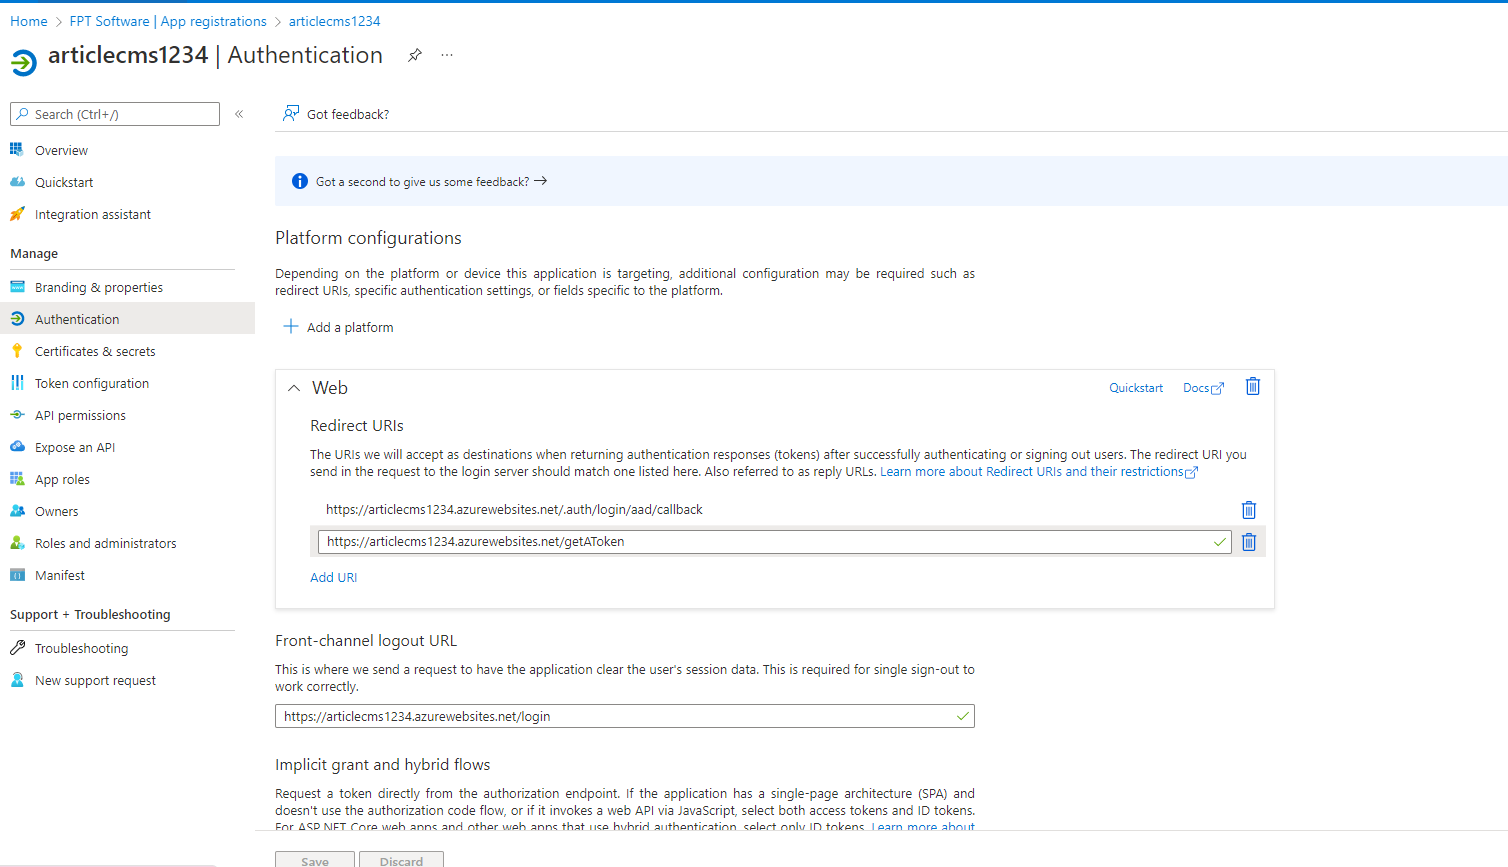 Home > FPT Software | App registrations > articlecms1234
articlecms1234 | Authentication ...
Search (Ctrl+/) «
Overview
Quickstart
Integration assistant
Manage
Branding & properties
Authentication
Certificates & secrets
Token configuration
API permissions
Expose an API
App roles
Owners
Roles and administrators
Manifest
Support + Troubleshooting
Troubleshooting
New support request
Got feedback?
Got a second to give us some feedback? →
Platform configurations
Depending on the platform or device this application is targeting, additional configuration may be required such as
redirect URIs, specific authentication settings, or fields specific to the platform.
+ Add a platform
Web Quickstart Docs
Redirect URIs
The URIs we will accept as destinations when returning authentication responses (tokens) after successfully authenticating or signing out users. The redirect URI you
send in the request to the login server should match one listed here. Also referred to as reply URLs. Learn more about Redirect URIs and their restrictions
https://articlecms1234.azurewebsites.net/.auth/login/aad/callback
https://articlecms1234.azurewebsites.net/getAToken
Add URI
Front-channel logout URL
This is where we send a request to have the application clear the user's session data. This is required for single sign-out to
work correctly.
https://articlecms1234.azurewebsites.net/login
Implicit grant and hybrid flows
Request a token directly from the authorization endpoint. If the application has a single-page architecture (SPA) and
doesn't use the authorization code flow, or if it invokes a web API via JavaScript, select both access tokens and ID tokens.
For ASP.NET Core web apps and other web apps that use hybrid authentication, select only ID tokens. Learn more about
Save Discard